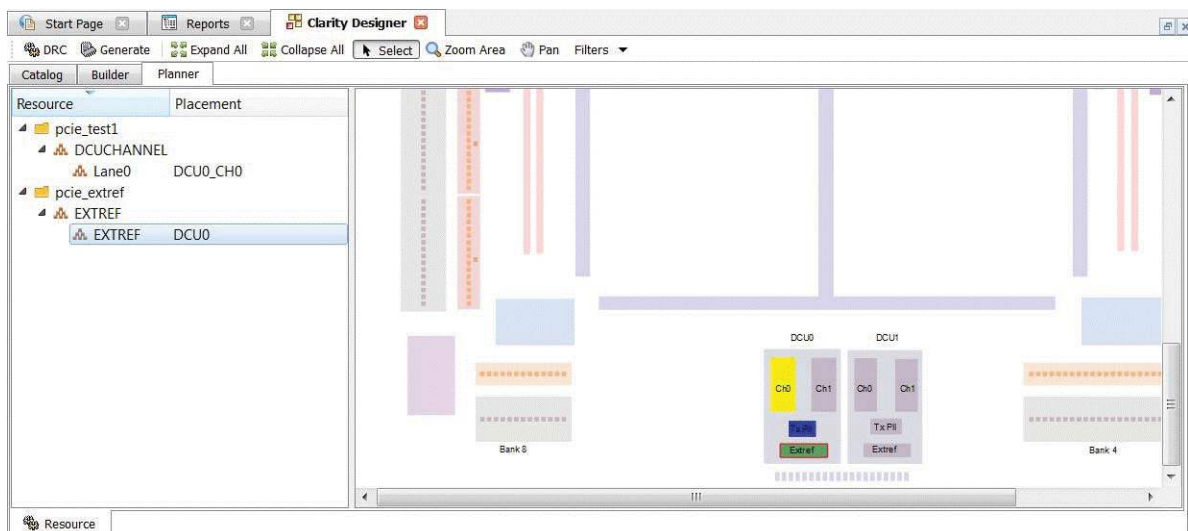 Start Page Reports Clarity Designer
DRC Generate Expand All Collapse All Select Zoom Area Pan Filters
Catalog Builder Planner
Resource Placement
pcie_test1
DCUCHANNEL
Lane0 DCU0_CH0
pcie_extref
EXTREF
EXTREF DCU0
DCU0 DCU1
Ch0 Ch1 Ch0 Ch1
Tx Pll Tx Pll
Extref Extref
Bank 8 Bank 4
Resource